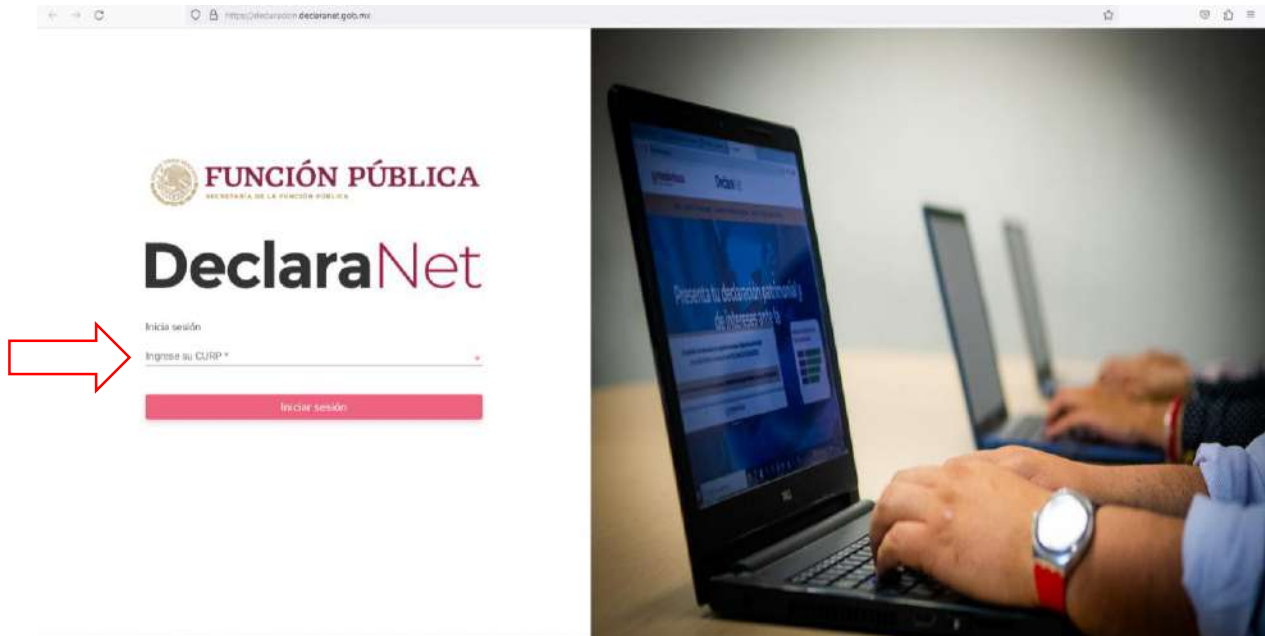 https://declaracion.declaranet.gob.mx
FUNCIÓN PÚBLICA
SECRETARÍA DE LA FUNCIÓN PÚBLICA
DeclaraNet
Inicia sesión
Ingrese su CURP *
*
Iniciar sesión
DeclaraNet
Presenta tu declaración patrimonial y
de intereses ante la